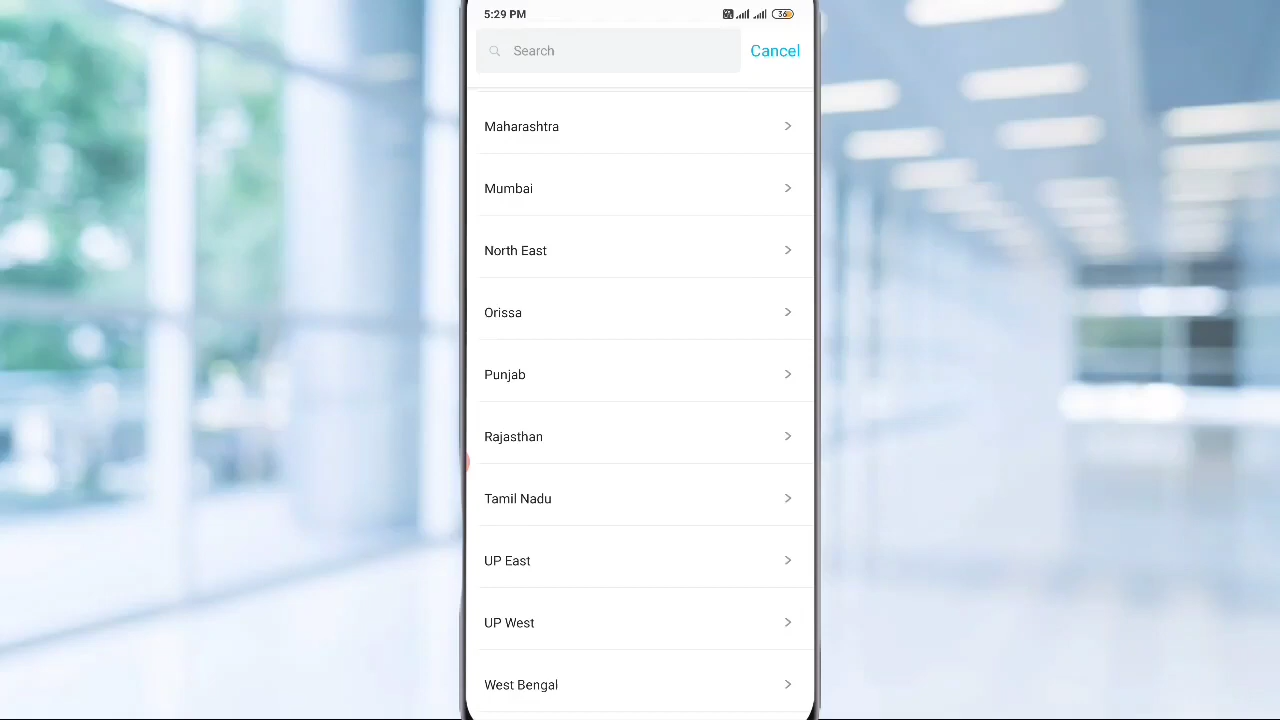 5:29 PM 36
Search Cancel
Maharashtra
Mumbai
North East
Orissa
Punjab
Rajasthan
Tamil Nadu
UP East
UP West
West Bengal